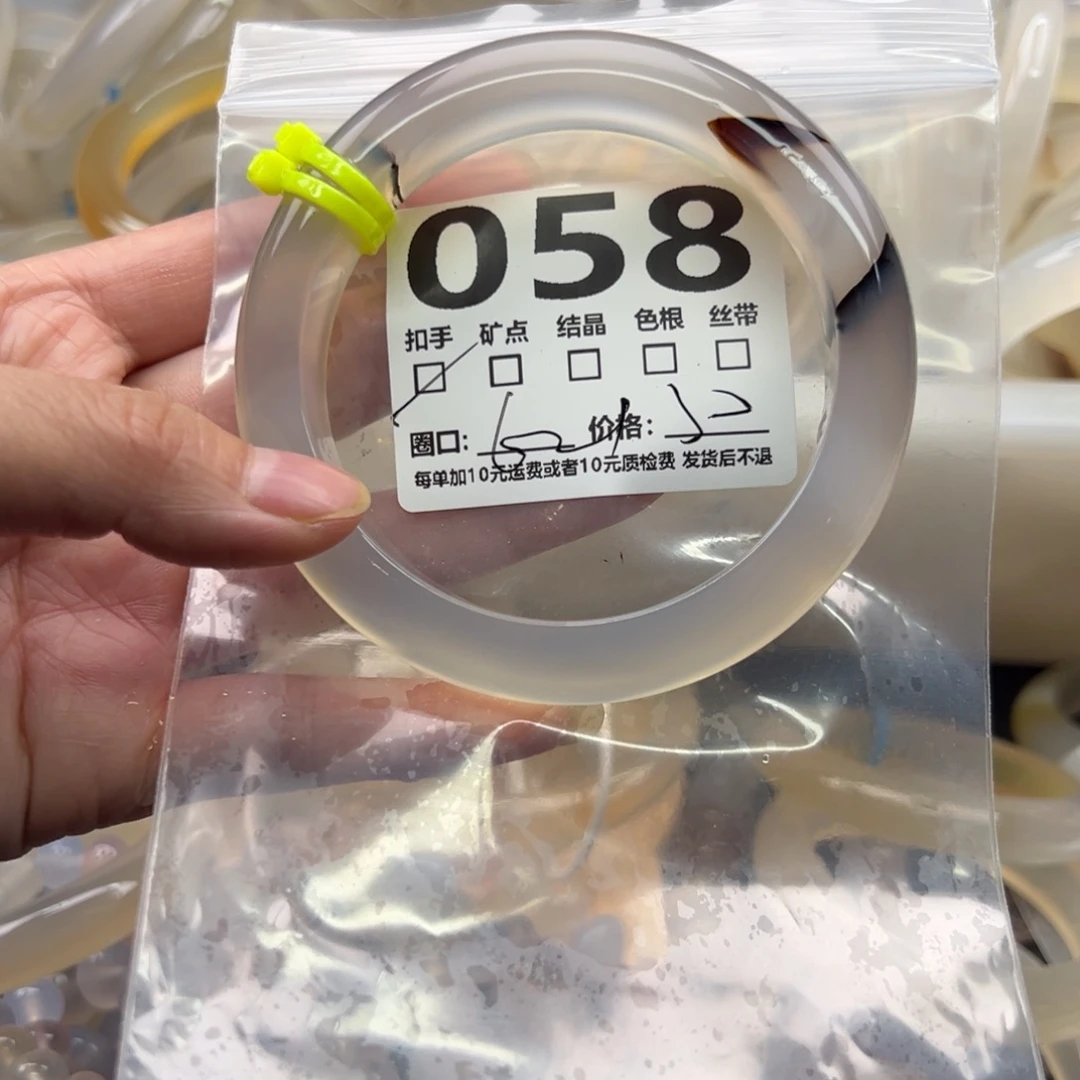 058
扣手 矿点 结晶 色根 丝带
圈口: 价格:
每单加10元运费或者10元质检费 发货后不退